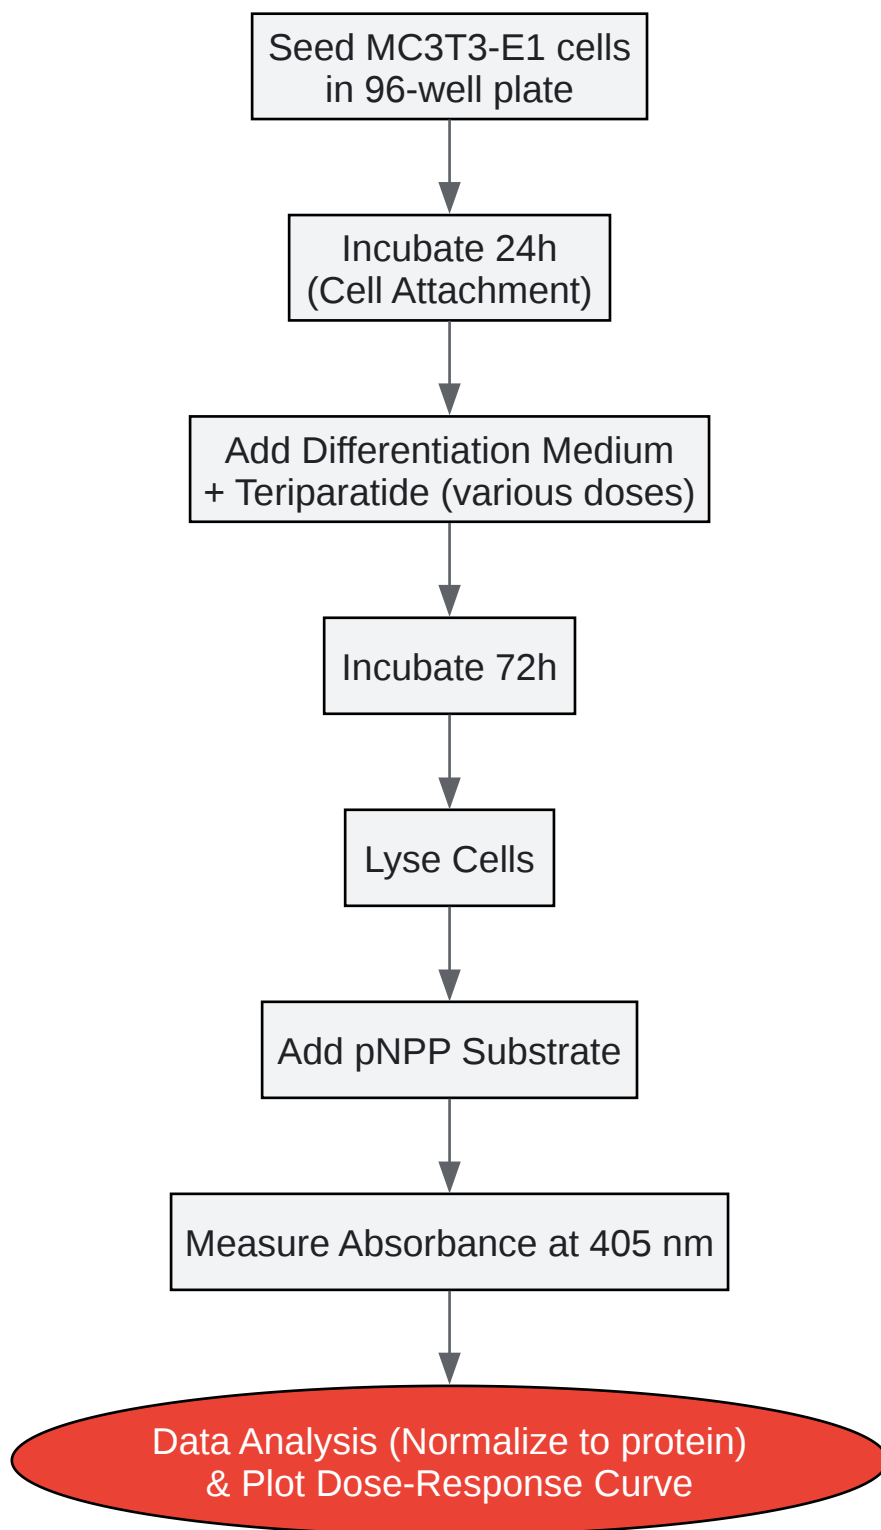 Seed MC3T3-E1 cells
in 96-well plate
Incubate 24h
(Cell Attachment)
Add Differentiation Medium
+ Teriparatide (various doses)
Incubate 72h
Lyse Cells
Add pNPP Substrate
Measure Absorbance at 405 nm
Data Analysis (Normalize to protein)
& Plot Dose-Response Curve